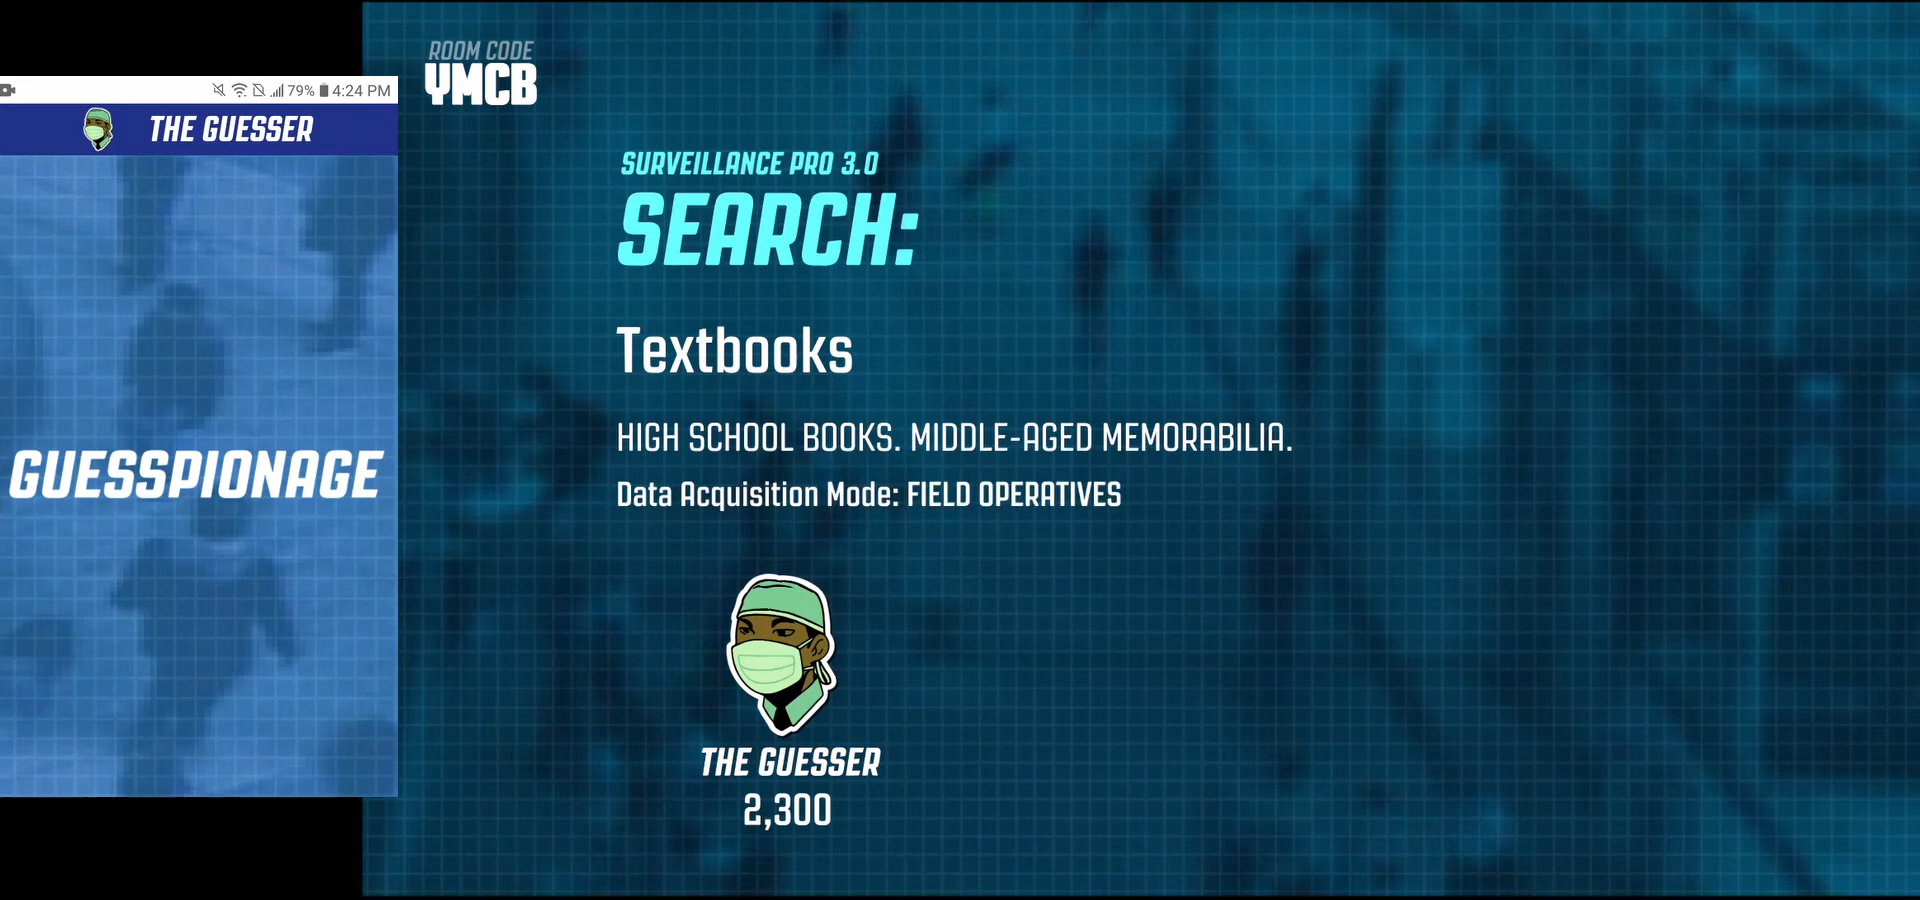 79% 4:24 PM
THE GUESSER
GUESSPIONAGE
ROOM CODE
YMCB
SURVEILLANCE PRO 3.0
SEARCH:
Textbooks
HIGH SCHOOL BOOKS. MIDDLE-AGED MEMORABILIA.
Data Acquisition Mode: FIELD OPERATIVES
THE GUESSER
2,300